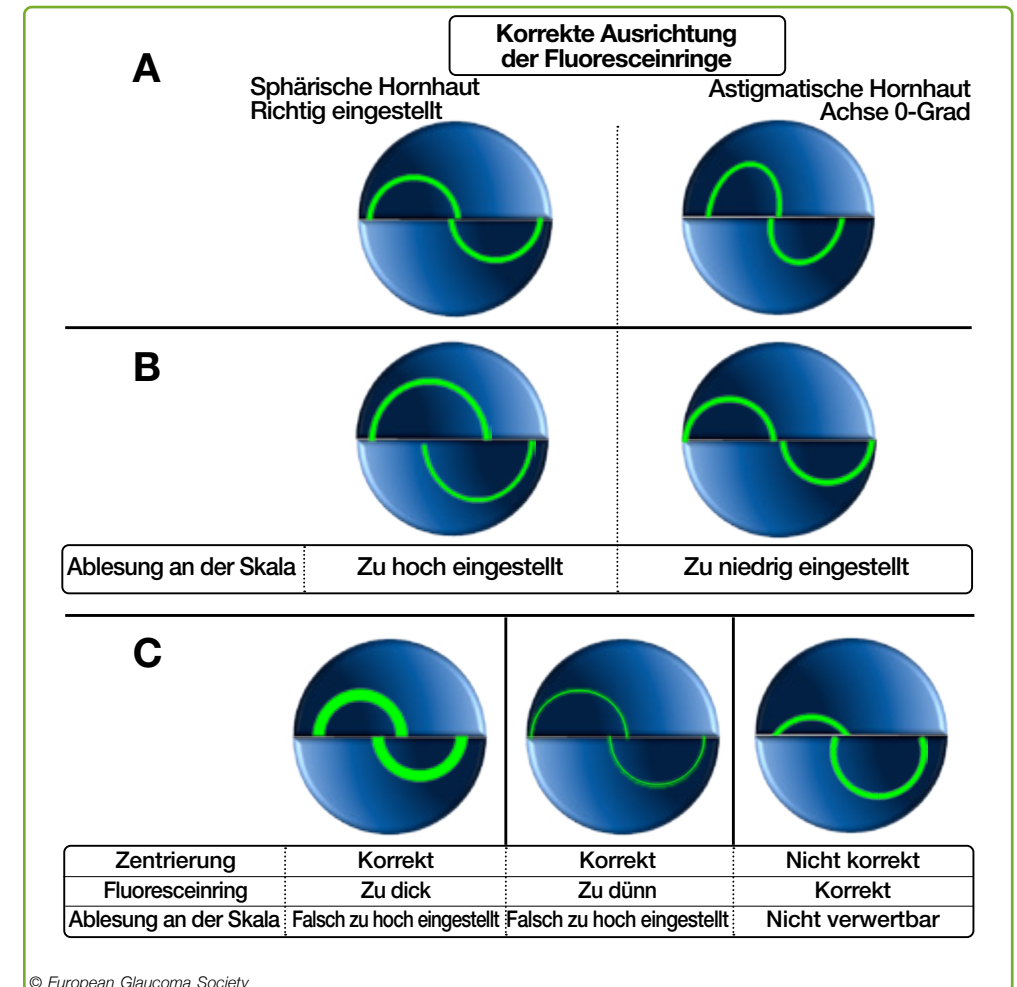 Korrekte Ausrichtung
der Fluoresceinringe
A
Sphärische Hornhaut
Richtig eingestellt
Astigmatische Hornhaut
Achse 0-Grad
B
Ablesung an der Skala Zu hoch eingestellt Zu niedrig eingestellt
C
Zentrierung Korrekt Korrekt Nicht korrekt
Fluoresceinring Zu dick Zu dünn Korrekt
Ablesung an der Skala Falsch zu hoch eingestellt Falsch zu hoch eingestellt Nicht verwertbar
© European Glaucoma Society